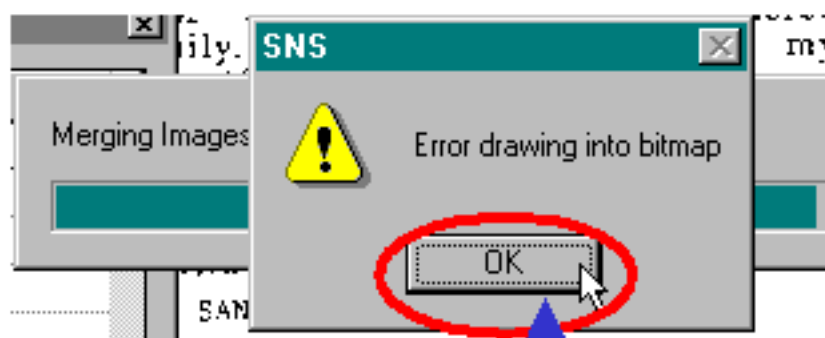 ily.
my
SNS
Merging Images
Error drawing into bitmap
OK
SAN